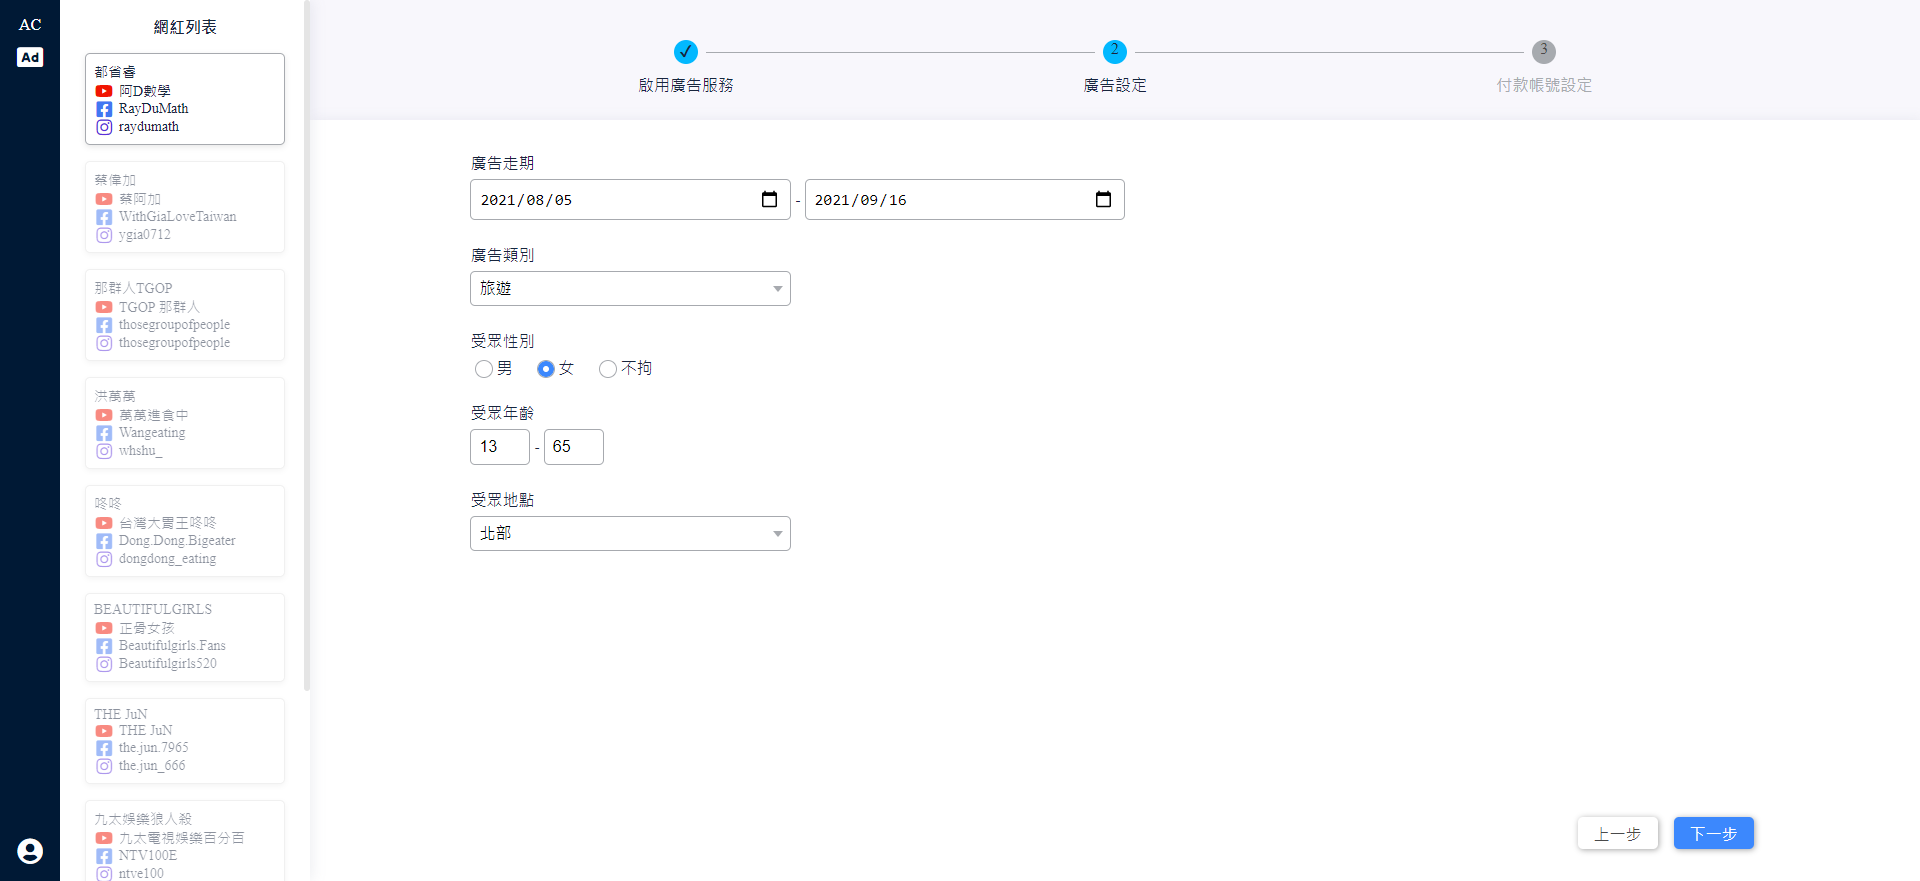 AC
Ad
網紅列表
都省睿
阿D數學
RayDuMath
raydumath
蔡偉加
蔡阿加
WithGiaLoveTaiwan
ygia0712
那群人TGOP
TGOP 那群人
thosegroupofpeople
thosegroupofpeople
洪萬萬
萬萬進食中
Wangeating
whshu_
咚咚
台灣大胃王咚咚
Dong.Dong.Bigeater
dongdong_eating
BEAUTIFULGIRLS
正骨女孩
Beautifulgirls.Fans
Beautifulgirls520
THE JuN
THE JuN
the.jun.7965
the.jun_666
九太娛樂狼人殺
九太電視娛樂百分百
NTV100E
ntve100
2
3
啟用廣告服務
廣告設定
付款帳號設定
廣告走期
2021/08/05 - 2021/09/16
廣告類別
旅遊
受眾性別
男 女 不拘
受眾年齡
13 - 65
受眾地點
北部
上一步
下一步